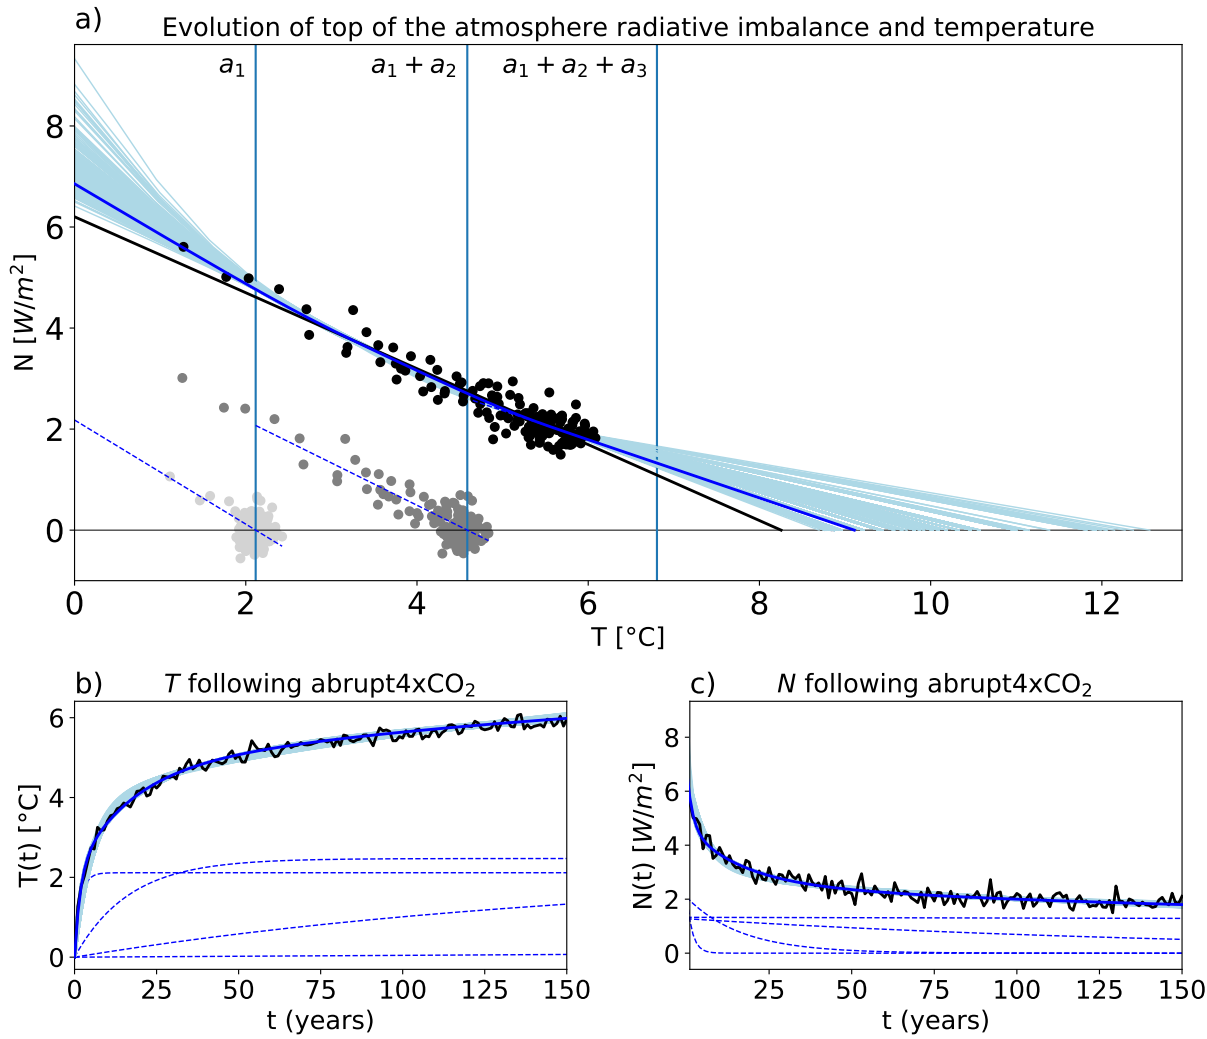 a)
Evolution of top of the atmosphere radiative imbalance and temperature
a₁
a₁ + a₂
a₁ + a₂ + a₃
8
6
4
2
0
N [W/m²]
0 2 4 6 8 10 12
T [°C]
b)
T following abrupt4xCO₂
6
4
2
0
T(t) [°C]
0 25 50 75 100 125 150
t (years)
c)
N following abrupt4xCO₂
8
6
4
2
0
N(t) [W/m²]
25 50 75 100 125 150
t (years)